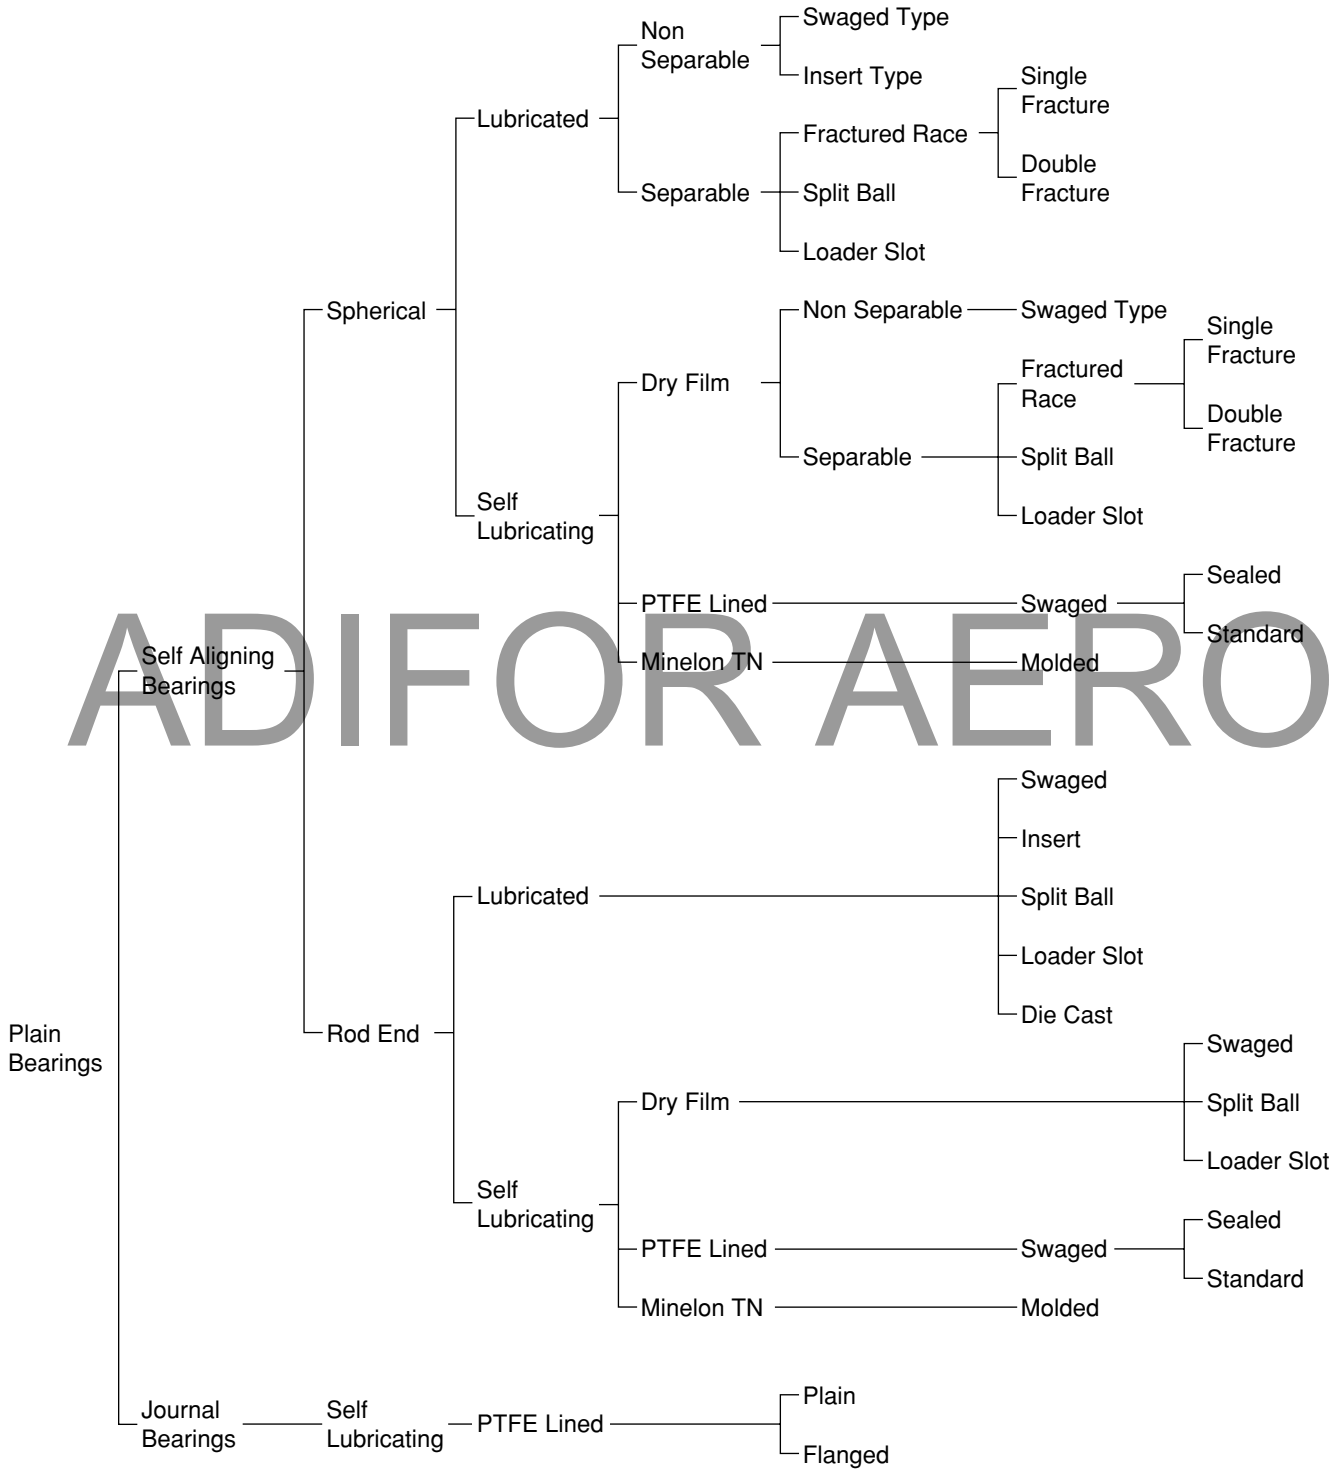 Swaged Type
Non
Separable
Insert Type
Single
Fracture
Lubricated
Fractured Race
Double
Fracture
Separable
Split Ball
Loader Slot
Spherical
Non Separable
Swaged Type
Single
Fracture
Dry Film
Fractured
Race
Double
Fracture
Separable
Split Ball
Self
Lubricating
Loader Slot
Sealed
PTFE Lined
Swaged
Standard
Minelon TN
Molded
Self Aligning
Bearings
ADIFOR AERO
Swaged
Insert
Lubricated
Split Ball
Loader Slot
Die Cast
Rod End
Plain
Bearings
Swaged
Dry Film
Split Ball
Loader Slot
Self
Lubricating
Sealed
PTFE Lined
Swaged
Standard
Minelon TN
Molded
Journal
Bearings
Self
Lubricating
PTFE Lined
Plain
Flanged